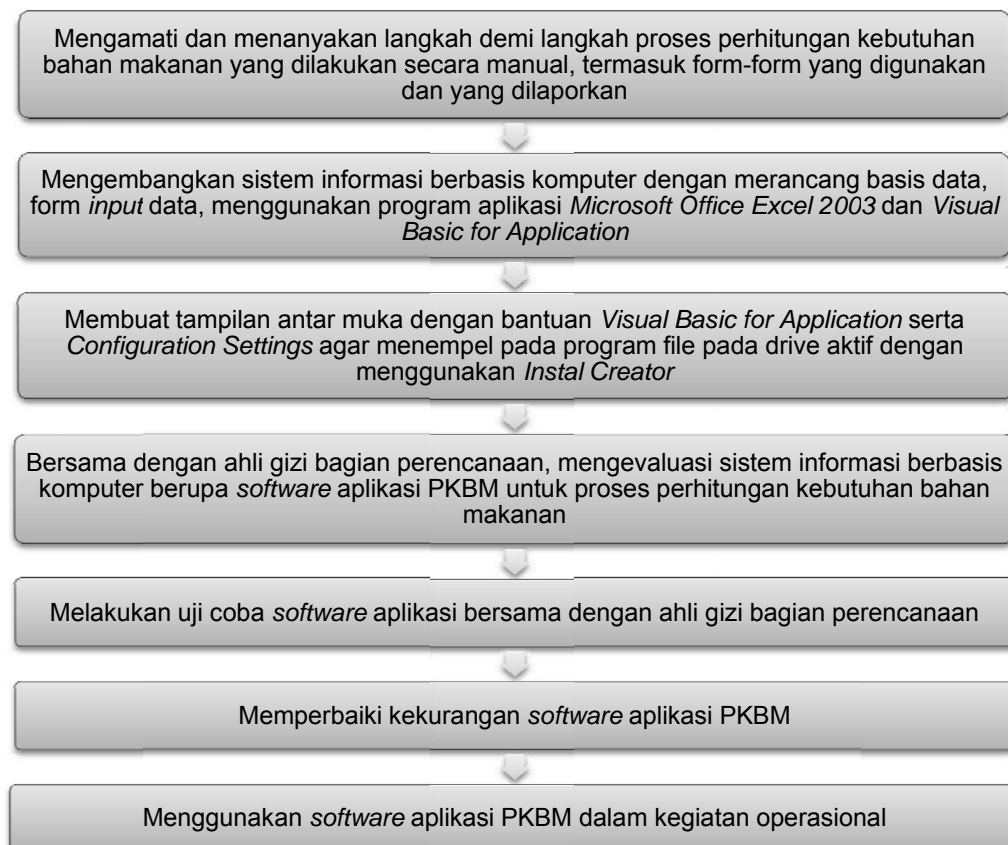 Mengamati dan menanyakan langkah demi langkah proses perhitungan kebutuhan
bahan makanan yang dilakukan secara manual, termasuk form-form yang digunakan
dan yang dilaporkan
Mengembangkan sistem informasi berbasis komputer dengan merancang basis data,
form input data, menggunakan program aplikasi Microsoft Office Excel 2003 dan Visual
Basic for Application
Membuat tampilan antar muka dengan bantuan Visual Basic for Application serta
Configuration Settings agar menempel pada program file pada drive aktif dengan
menggunakan Instal Creator
Bersama dengan ahli gizi bagian perencanaan, mengevaluasi sistem informasi berbasis
komputer berupa software aplikasi PKBM untuk proses perhitungan kebutuhan bahan
makanan
Melakukan uji coba software aplikasi bersama dengan ahli gizi bagian perencanaan
Memperbaiki kekurangan software aplikasi PKBM
Menggunakan software aplikasi PKBM dalam kegiatan operasional